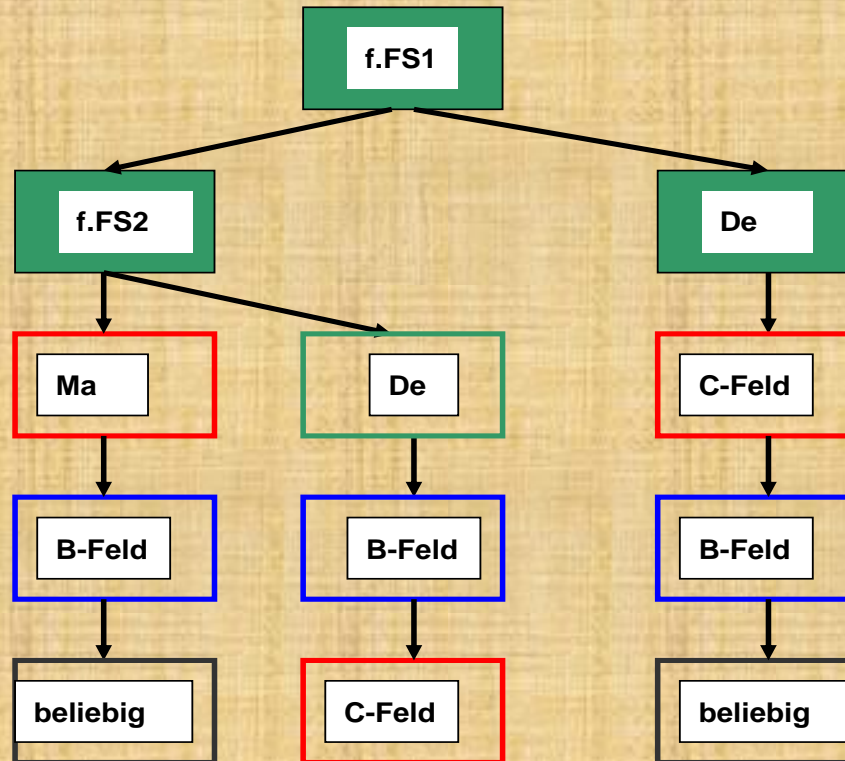 f.FS1
f.FS2
De
Ma
De
C-Feld
B-Feld
B-Feld
B-Feld
beliebig
C-Feld
beliebig